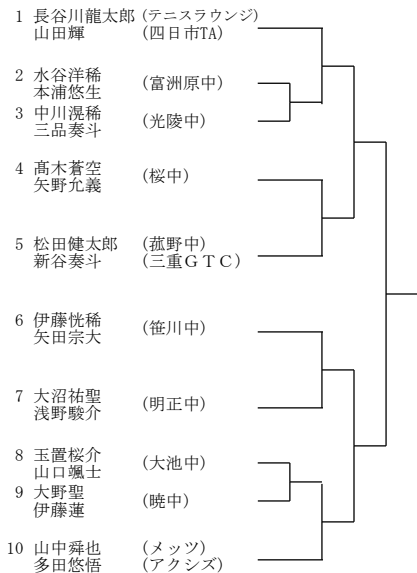 1 長谷川龍太郎 (テニスラウンジ)
山田輝 (四日市TA)
2 水谷洋稀
本浦悠生 (富洲原中)
3 中川滉稀
三品奏斗 (光陵中)
4 髙木蒼空
矢野允義 (桜中)
5 松田健太郎 (菰野中)
新谷奏斗 (三重ＧＴＣ)
6 伊藤恍稀
矢田宗大 (笹川中)
7 大沼祐聖
浅野駿介 (明正中)
8 玉置桜介
山口颯士 (大池中)
9 大野聖
伊藤蓮 (暁中)
10 山中舜也 (メッツ)
多田悠悟 (アクシズ)